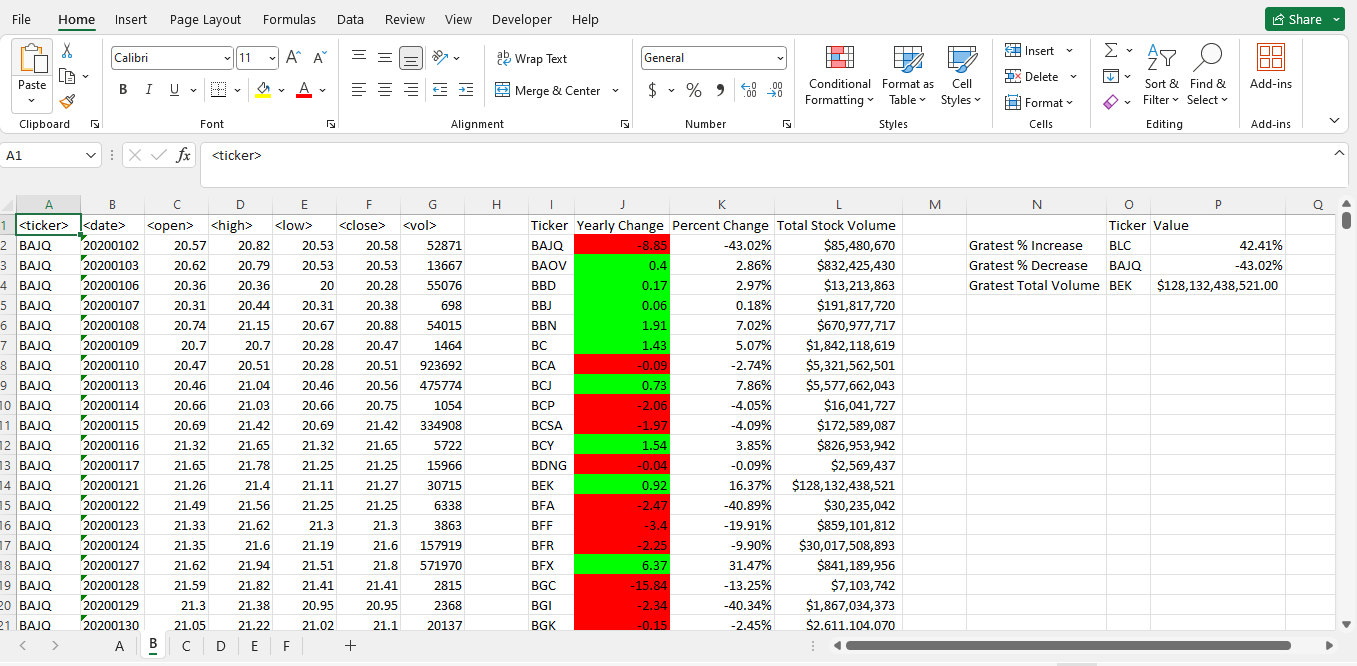 File Home Insert Page Layout Formulas Data Review View Developer Help Share
Calibri 11 A^ A˅ ab Wrap Text General Insert
Paste B I U A Merge & Center $ % 9 Conditional Formatting Format as Table Cell Styles Delete Sort & Filter Find & Select Add-ins
Format
Clipboard Font Alignment Number Styles Cells Editing Add-ins
A1 fx <ticker>
A B C D E F G H I J K L M N O P Q
1 <ticker> <date> <open> <high> <low> <close> <vol> Ticker Yearly Change Percent Change Total Stock Volume Ticker Value
2 BAJQ 20200102 20.57 20.82 20.53 20.58 52871 BAJQ -8.85 -43.02% $85,480,670 Gratest % Increase BLC 42.41%
3 BAJQ 20200103 20.62 20.79 20.53 20.53 13667 BAOV 0.4 2.86% $832,425,430 Gratest % Decrease BAJQ -43.02%
4 BAJQ 20200106 20.36 20.36 20 20.28 55076 BBD 0.17 2.97% $13,213,863 Gratest Total Volume BEK $128,132,438,521.00
5 BAJQ 20200107 20.31 20.44 20.31 20.38 698 BBJ 0.06 0.18% $191,817,720
6 BAJQ 20200108 20.74 21.15 20.67 20.88 54015 BBN 1.91 7.02% $670,977,717
7 BAJQ 20200109 20.7 20.7 20.28 20.47 1464 BC 1.43 5.07% $1,842,118,619
8 BAJQ 20200110 20.47 20.51 20.28 20.51 923692 BCA -0.09 -2.74% $5,321,562,501
9 BAJQ 20200113 20.46 21.04 20.46 20.56 475774 BCJ 0.73 7.86% $5,577,662,043
10 BAJQ 20200114 20.66 21.03 20.66 20.75 1054 BCP -2.06 -4.05% $16,041,727
11 BAJQ 20200115 20.69 21.42 20.69 21.42 334908 BCSA -1.97 -4.09% $172,589,087
12 BAJQ 20200116 21.32 21.65 21.32 21.65 5722 BCY 1.54 3.85% $826,953,942
13 BAJQ 20200117 21.65 21.78 21.25 21.25 15966 BDNG -0.04 -0.09% $2,569,437
14 BAJQ 20200121 21.26 21.4 21.11 21.27 30715 BEK 0.92 16.37% $128,132,438,521
15 BAJQ 20200122 21.49 21.56 21.25 21.25 6338 BFA -2.47 -40.89% $30,235,042
16 BAJQ 20200123 21.33 21.62 21.3 21.3 3863 BFF -3.4 -19.91% $859,101,812
17 BAJQ 20200124 21.35 21.6 21.19 21.6 157919 BFR -2.25 -9.90% $30,017,508,893
18 BAJQ 20200127 21.62 21.94 21.51 21.8 571970 BFX 6.37 31.47% $841,189,956
19 BAJQ 20200128 21.59 21.82 21.41 21.41 2815 BGC -15.84 -13.25% $7,103,742
20 BAJQ 20200129 21.3 21.38 20.95 20.95 2368 BGI -2.34 -40.34% $1,867,034,373
21 BAJQ 20200130 21.05 21.22 21.02 21.1 20137 BGK -0.15 -2.45% $2,611,104,070
A B C D E F